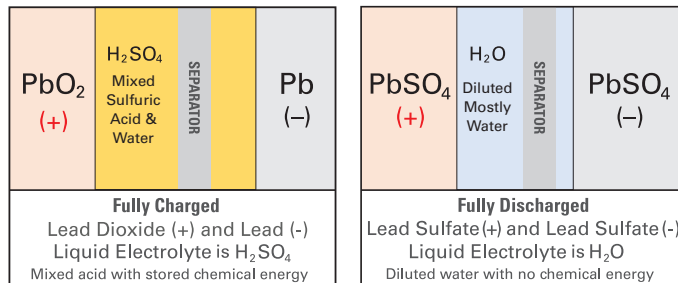 PbO₂
(+)
H₂SO₄
Mixed
Sulfuric
Acid &
Water
SEPARATOR
Pb
(−)
Fully Charged
Lead Dioxide (+) and Lead (-)
Liquid Electrolyte is H₂SO₄
Mixed acid with stored chemical energy
PbSO₄
(+)
H₂O
Diluted
Mostly
Water
SEPARATOR
PbSO₄
(−)
Fully Discharged
Lead Sulfate (+) and Lead Sulfate (-)
Liquid Electrolyte is H₂O
Diluted water with no chemical energy